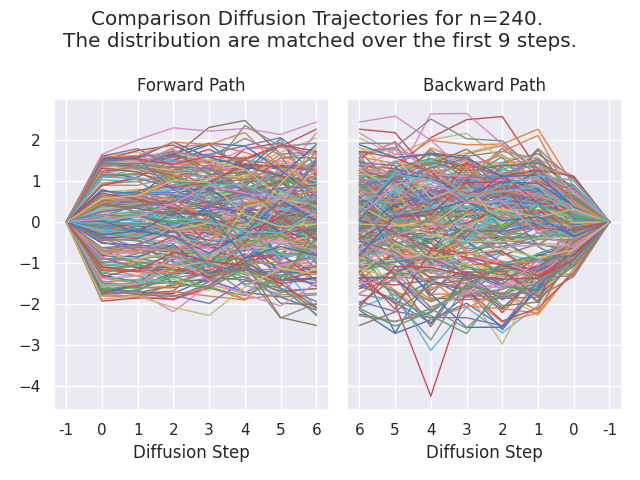 Comparison Diffusion Trajectories for n=240.
The distribution are matched over the first 9 steps.
Forward Path
Backward Path
2
1
0
−1
−2
−3
−4
-1 0 1 2 3 4 5 6
6 5 4 3 2 1 0 -1
Diffusion Step
Diffusion Step